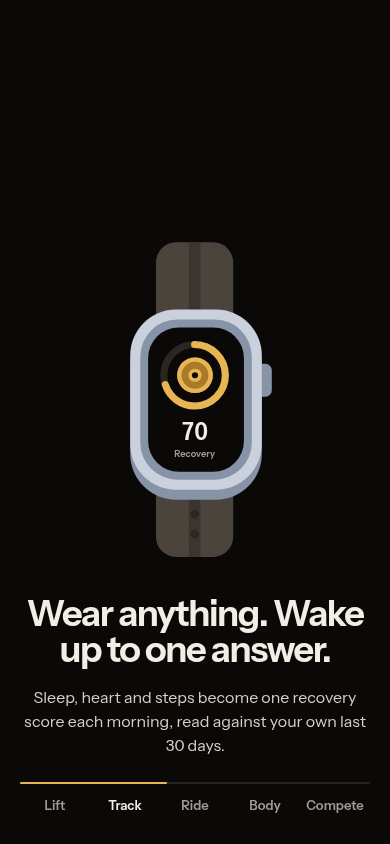 70
Recovery
Wear anything. Wake
up to one answer.
Sleep, heart and steps become one recovery
score each morning, read against your own last
30 days.
Lift Track Ride Body Compete